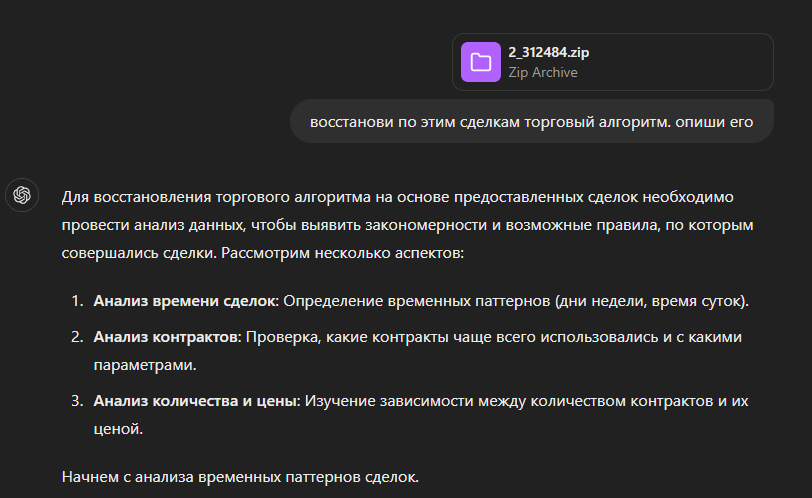 2_312484.zip
Zip Archive
восстанови по этим сделкам торговый алгоритм. опиши его
Для восстановления торгового алгоритма на основе предоставленных сделок необходимо
провести анализ данных, чтобы выявить закономерности и возможные правила, по которым
совершались сделки. Рассмотрим несколько аспектов:
1. Анализ времени сделок: Определение временных паттернов (дни недели, время суток).
2. Анализ контрактов: Проверка, какие контракты чаще всего использовались и с какими
параметрами.
3. Анализ количества и цены: Изучение зависимости между количеством контрактов и их
ценой.
Начнем с анализа временных паттернов сделок.